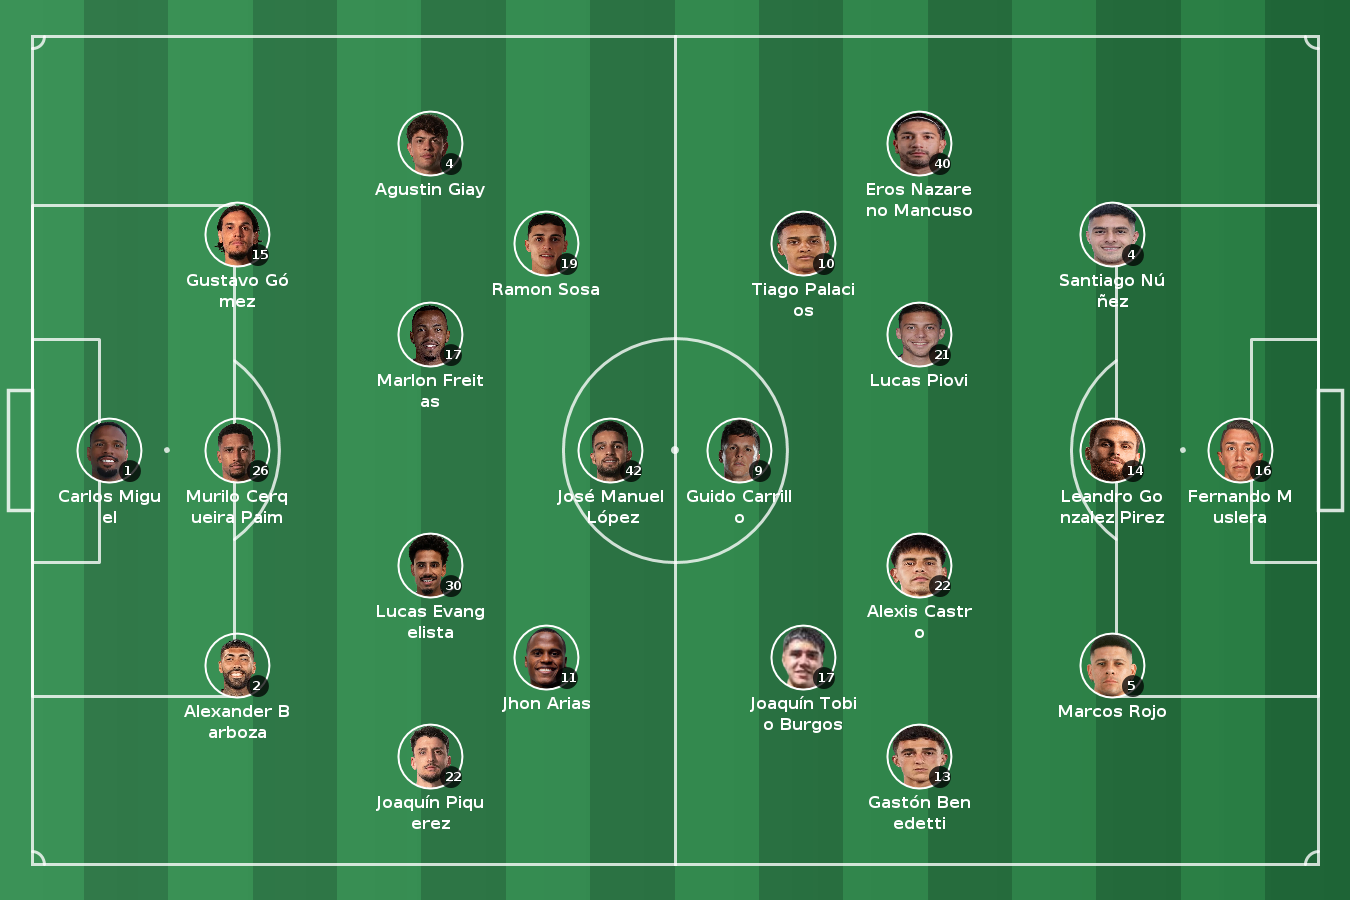 4
Agustin Giay
40
Eros Nazare
no Mancuso
15
Gustavo Gó
mez
19
Ramon Sosa
10
Tiago Palaci
os
4
Santiago Nú
ñez
17
Marlon Freit
as
21
Lucas Piovi
1
Carlos Migu
el
26
Murilo Cerq
ueira Paim
42
José Manuel
López
9
Guido Carrill
o
14
Leandro Go
nzalez Pirez
16
Fernando M
uslera
30
Lucas Evang
elista
22
Alexis Castr
o
2
Alexander B
arboza
11
Jhon Arias
17
Joaquín Tobi
o Burgos
5
Marcos Rojo
22
Joaquín Piqu
erez
13
Gastón Ben
edetti